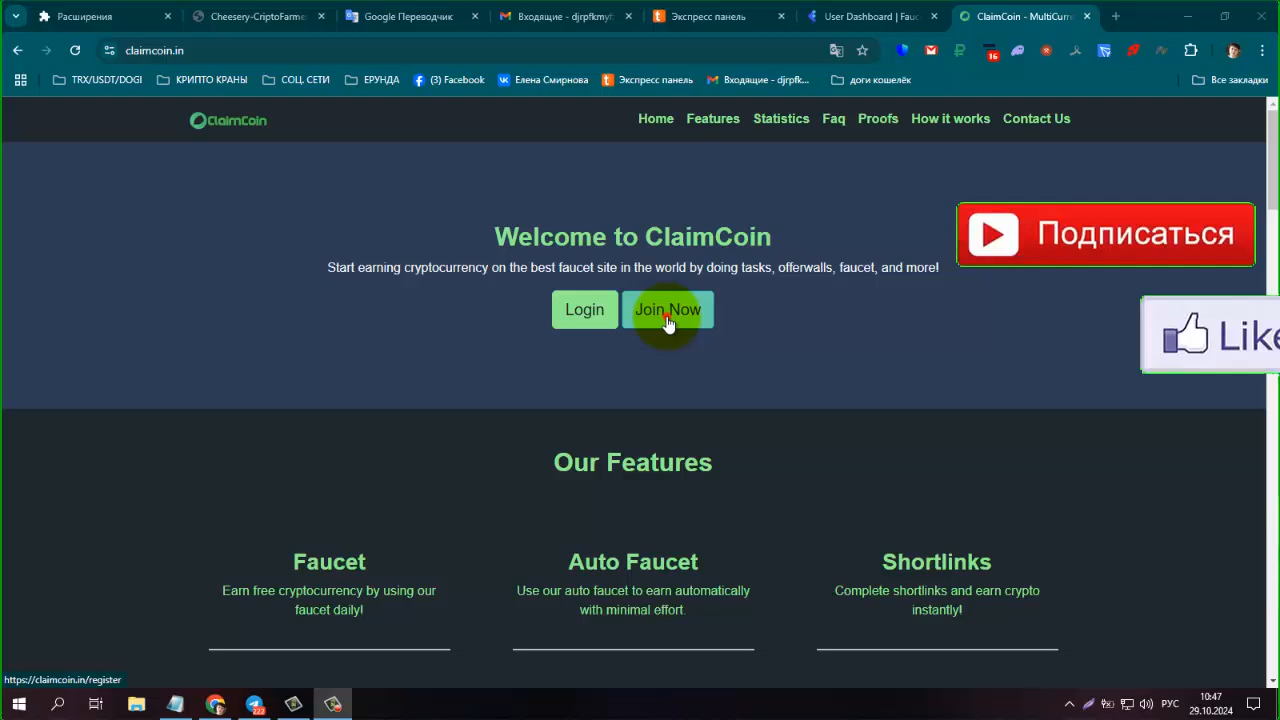 Расширения
Cheesery-CriptoFarme
Google Переводчик
Входящие - djrpfkmyf
Экспресс панель
User Dashboard | Fauc
ClaimCoin - MultiCurre
claimcoin.in
16
TRX/USDT/DOGI
КРИПТО КРАНЫ
СОЦ. СЕТИ
ЕРУНДА
(3) Facebook
Елена Смирнова
Экспресс панель
Входящие - djrpfk...
доги кошелёк
Все закладки
ClaimCoin
Home
Features
Statistics
Faq
Proofs
How it works
Contact Us
Welcome to ClaimCoin
Start earning cryptocurrency on the best faucet site in the world by doing tasks, offerwalls, faucet, and more!
Login
Join Now
Подписаться
Like
Our Features
Faucet
Earn free cryptocurrency by using our
faucet daily!
Auto Faucet
Use our auto faucet to earn automatically
with minimal effort.
Shortlinks
Complete shortlinks and earn crypto
instantly!
https://claimcoin.in/register
222
РУС
10:47
29.10.2024